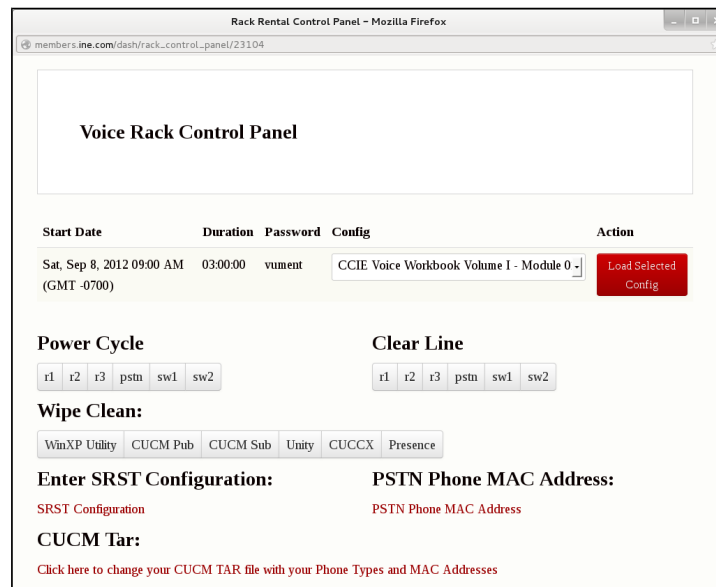 Rack Rental Control Panel - Mozilla Firefox
members.ine.com/dash/rack_control_panel/23104
Voice Rack Control Panel
Start Date Duration Password Config Action
Sat, Sep 8, 2012 09:00 AM 03:00:00 vument CCIE Voice Workbook Volume I - Module 0 Load Selected
(GMT -0700) Config
Power Cycle Clear Line
r1 r2 r3 pstn sw1 sw2 r1 r2 r3 pstn sw1 sw2
Wipe Clean:
WinXP Utility CUCM Pub CUCM Sub Unity CUCCX Presence
Enter SRST Configuration: PSTN Phone MAC Address:
SRST Configuration PSTN Phone MAC Address
CUCM Tar:
Click here to change your CUCM TAR file with your Phone Types and MAC Addresses